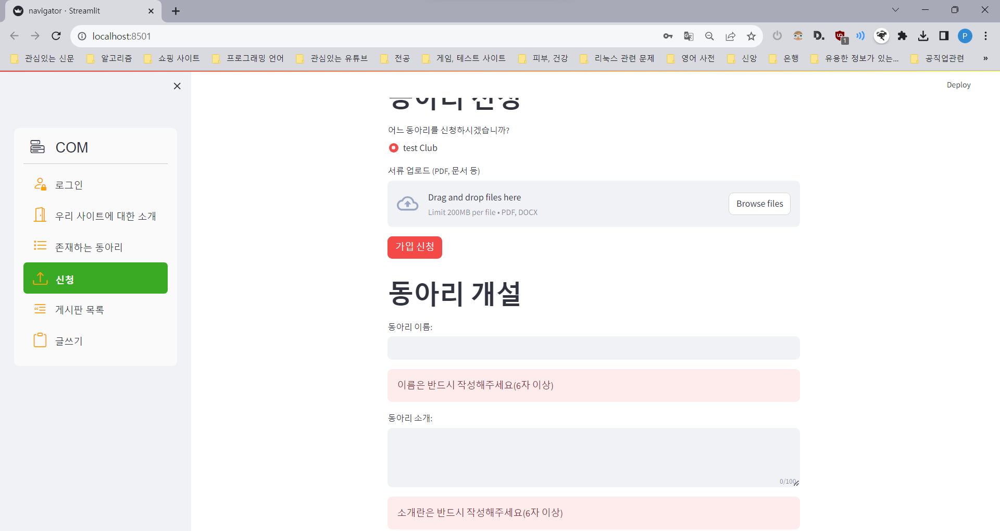 navigator · Streamlit
localhost:8501
관심있는 신문
알고리즘
쇼핑 사이트
프로그래밍 언어
관심있는 유튜브
전공
게임, 테스트 사이트
피부, 건강
리눅스 관련 문제
영어 사전
신앙
은행
유용한 정보가 있는...
공직업관련
»
1
P
Deploy
COM
로그인
우리 사이트에 대한 소개
존재하는 동아리
신청
게시판 목록
글쓰기
동아리 신청
어느 동아리를 신청하시겠습니까?
test Club
서류 업로드 (PDF, 문서 등)
Drag and drop files here
Limit 200MB per file • PDF, DOCX
Browse files
가입 신청
동아리 개설
동아리 이름:
이름은 반드시 작성해주세요(6자 이상)
동아리 소개:
0/100
소개란은 반드시 작성해주세요(6자 이상)